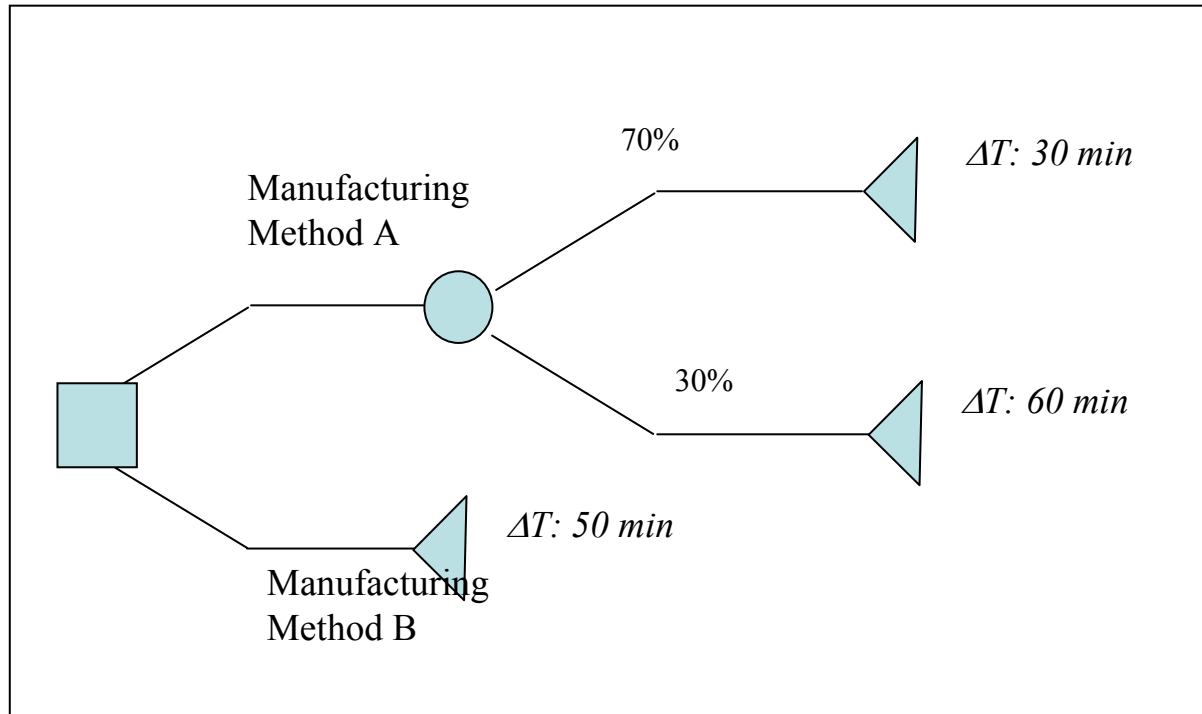 70%
ΔT: 30 min
Manufacturing
Method A
30%
ΔT: 60 min
ΔT: 50 min
Manufacturing
Method B